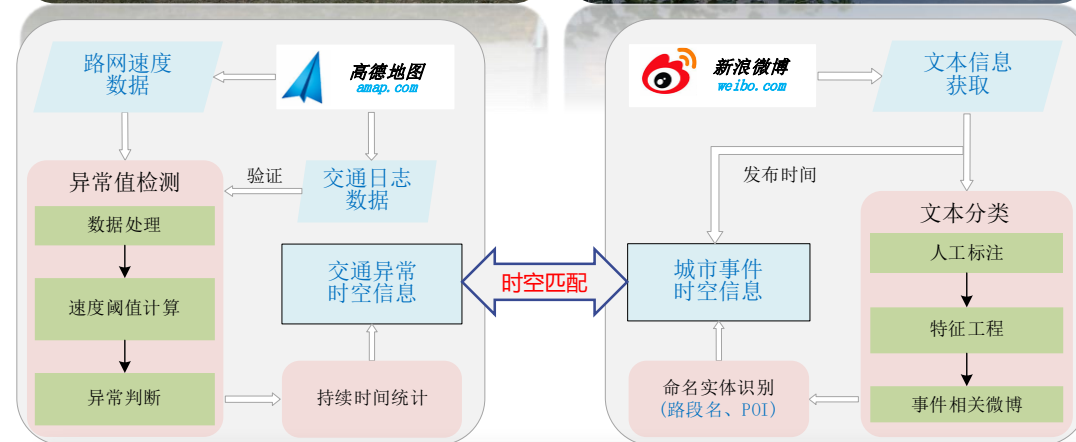 路网速度
数据
高德地图
amap.com
验证
交通日志
数据
异常值检测
数据处理
速度阈值计算
异常判断
持续时间统计
交通异常
时空信息
时空匹配
新浪微博
weibo.com
文本信息
获取
发布时间
城市事件
时空信息
文本分类
人工标注
特征工程
事件相关微博
命名实体识别
(路段名、POI)